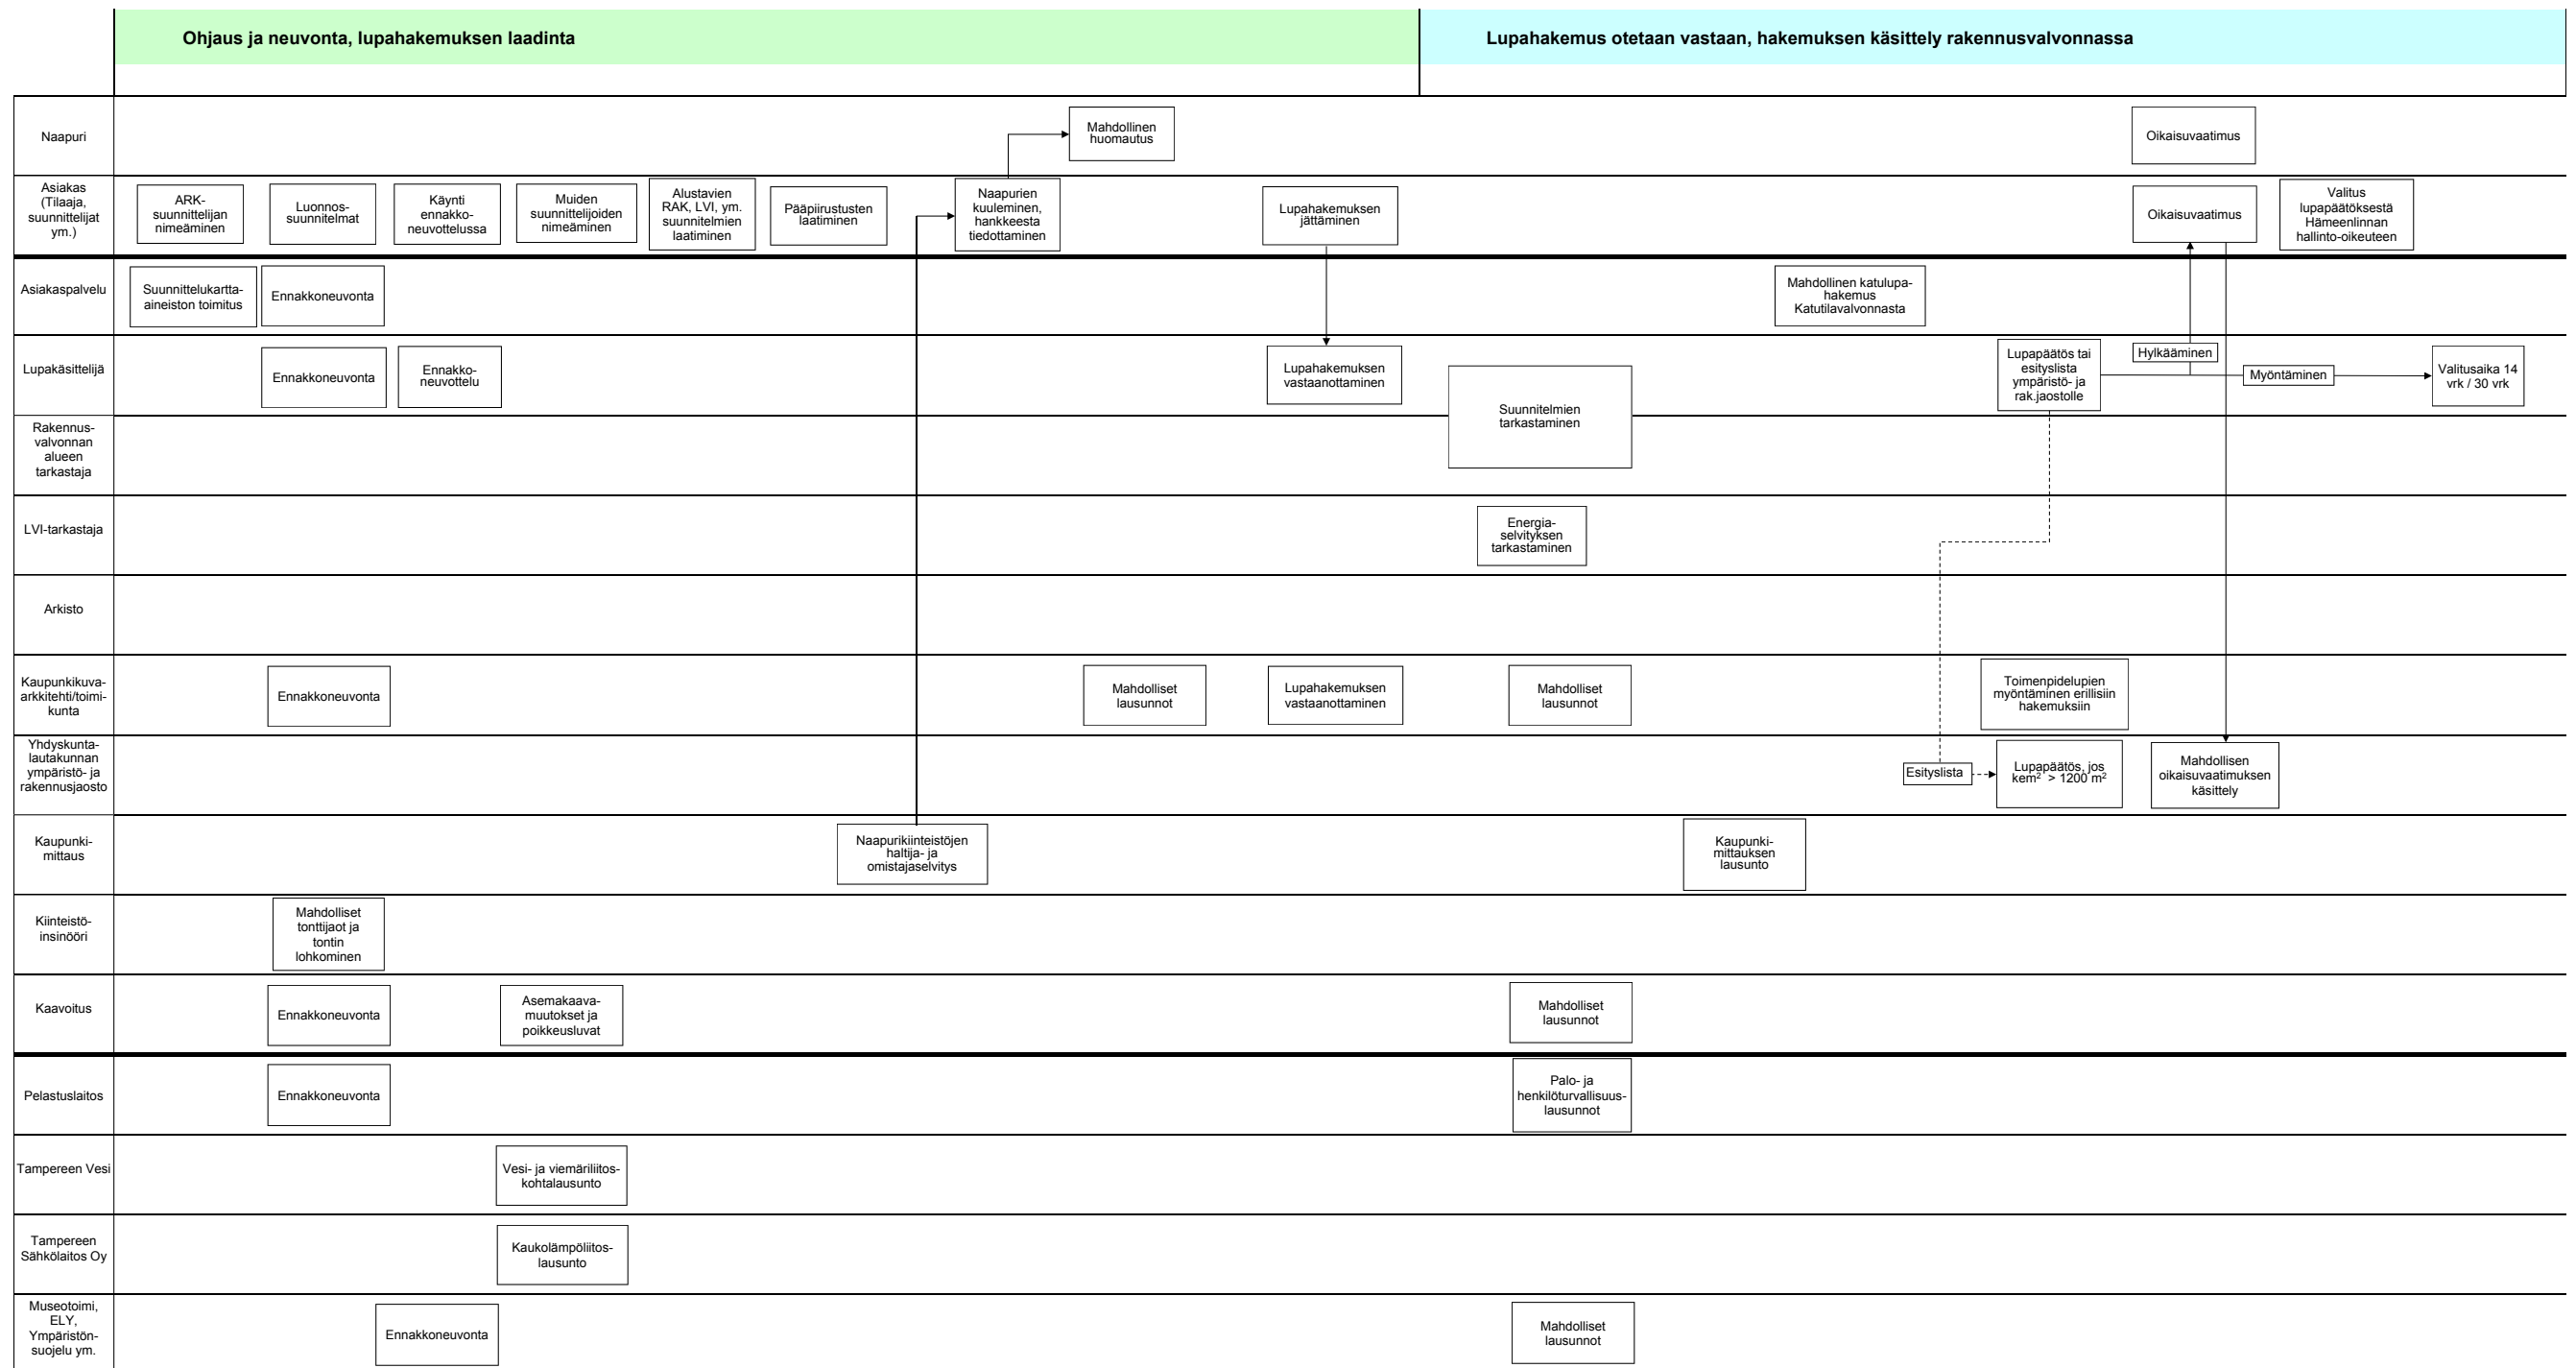 Ohjaus ja neuvonta, lupahakemuksen laadinta
Lupahakemus otetaan vastaan, hakemuksen käsittely rakennusvalvonnassa
Naapuri
Mahdollinen
huomautus
Oikaisuvaatimus
Asiakas
(Tilaaja,
suunnittelijat
ym.)
ARK-
suunnittelijan
nimeäminen
Luonnos-
suunnitelmat
Käynti
ennakko-
neuvottelussa
Muiden
suunnittelijoiden
nimeäminen
Alustavien
RAK, LVI, ym.
suunnitelmien
laatiminen
Pääpiirustusten
laatiminen
Naapurien
kuuleminen,
hankkeesta
tiedottaminen
Lupahakemuksen
jättäminen
Oikaisuvaatimus
Valitus
lupapäätöksestä
Hämeenlinnan
hallinto-oikeuteen
Asiakaspalvelu
Suunnittelukartta-
aineiston toimitus
Ennakkoneuvonta
Mahdollinen katulupa-
hakemus
Katutilavalvonnasta
Lupakäsittelijä
Ennakkoneuvonta
Ennakko-
neuvottelu
Lupahakemuksen
vastaanottaminen
Suunnitelmien
tarkastaminen
Lupapäätös tai
esityslista
ympäristö- ja
rak.jaostolle
Hylkääminen
Myöntäminen
Valitusaika 14
vrk / 30 vrk
Rakennus-
valvonnan
alueen
tarkastaja
LVI-tarkastaja
Energia-
selvityksen
tarkastaminen
Arkisto
Kaupunkikuva-
arkkitehti/toimi-
kunta
Ennakkoneuvonta
Mahdolliset
lausunnot
Lupahakemuksen
vastaanottaminen
Mahdolliset
lausunnot
Toimenpidelupien
myöntäminen erillisiin
hakemuksiin
Yhdyskunta-
lautakunnan
ympäristö- ja
rakennusjaosto
Esityslista
Lupapäätös, jos
kem² > 1200 m²
Mahdollisen
oikaisuvaatimuksen
käsittely
Kaupunki-
mittaus
Naapurikiinteistöjen
haltija- ja
omistajaselvitys
Kaupunki-
mittauksen
lausunto
Kiinteistö-
insinööri
Mahdolliset
tonttijaot ja
tontin
lohkominen
Kaavoitus
Ennakkoneuvonta
Asemakaava-
muutokset ja
poikkeusluvat
Mahdolliset
lausunnot
Pelastuslaitos
Ennakkoneuvonta
Palo- ja
henkilöturvallisuus-
lausunnot
Tampereen Vesi
Vesi- ja viemäriliitos-
kohtalausunto
Tampereen
Sähkölaitos Oy
Kaukolämpöliitos-
lausunto
Museotoimi,
ELY,
Ympäristön-
suojelu ym.
Ennakkoneuvonta
Mahdolliset
lausunnot